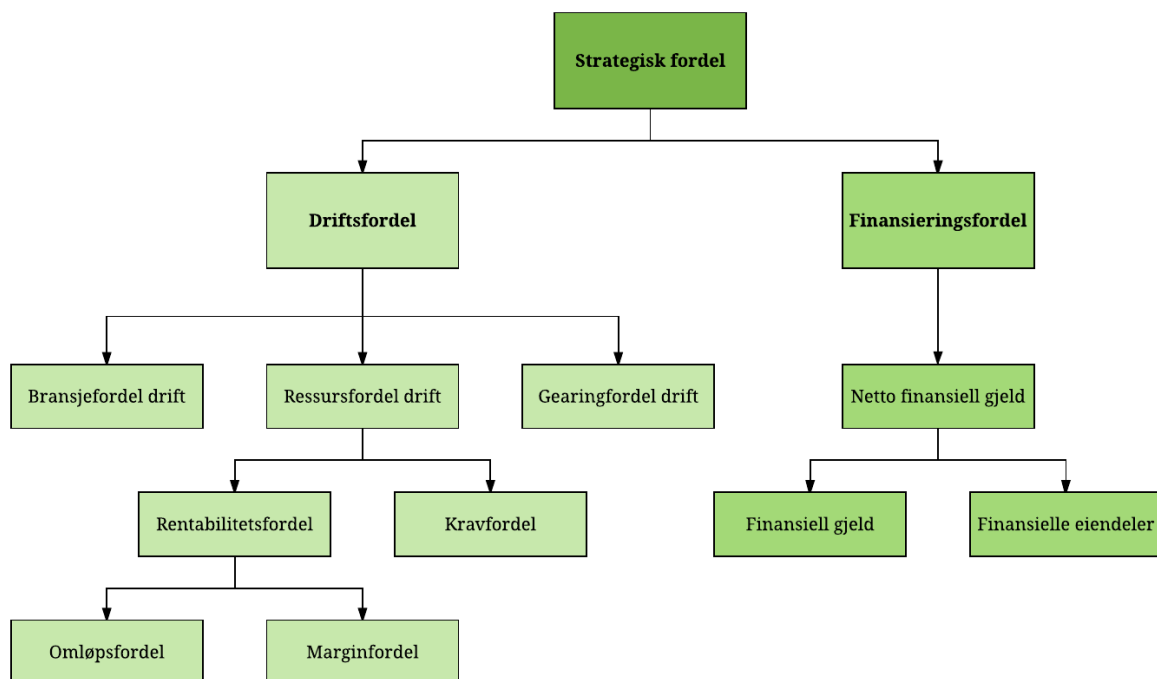 Strategisk fordel
Driftsfordel
Finansieringsfordel
Bransjefordel drift
Ressursfordel drift
Gearingfordel drift
Netto finansiell gjeld
Rentabilitetsfordel
Kravfordel
Finansiell gjeld
Finansielle eiendeler
Omløpsfordel
Marginfordel